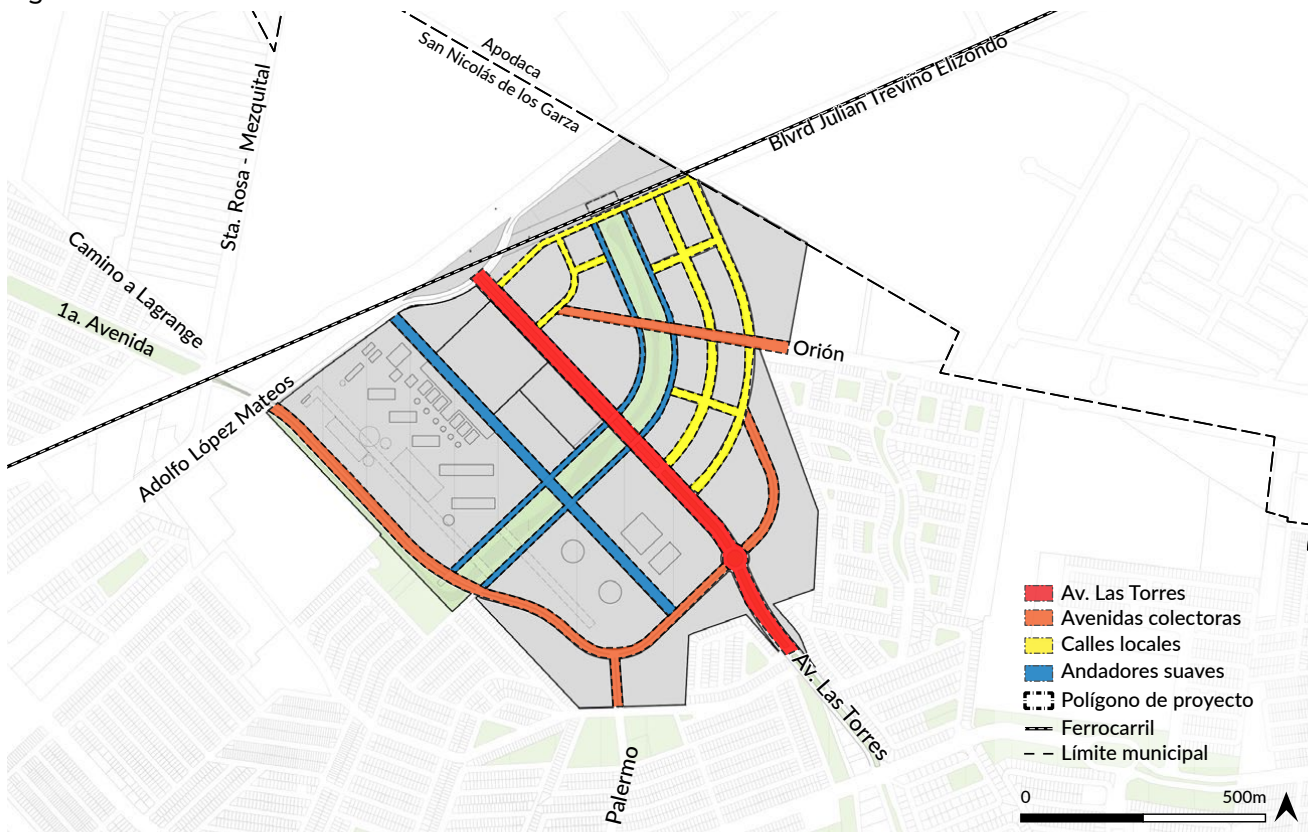 Apodaca
San Nicolás de los Garza
Blvrd Julian Trevino Elizondo
Sta. Rosa - Mezquital
Camino a Lagrange
1a. Avenida
Adolfo López Mateos
Orión
Av. Las Torres
Palermo
Av. Las Torres
Avenidas colectoras
Calles locales
Andadores suaves
Polígono de proyecto
Ferrocarril
Límite municipal
0 500m